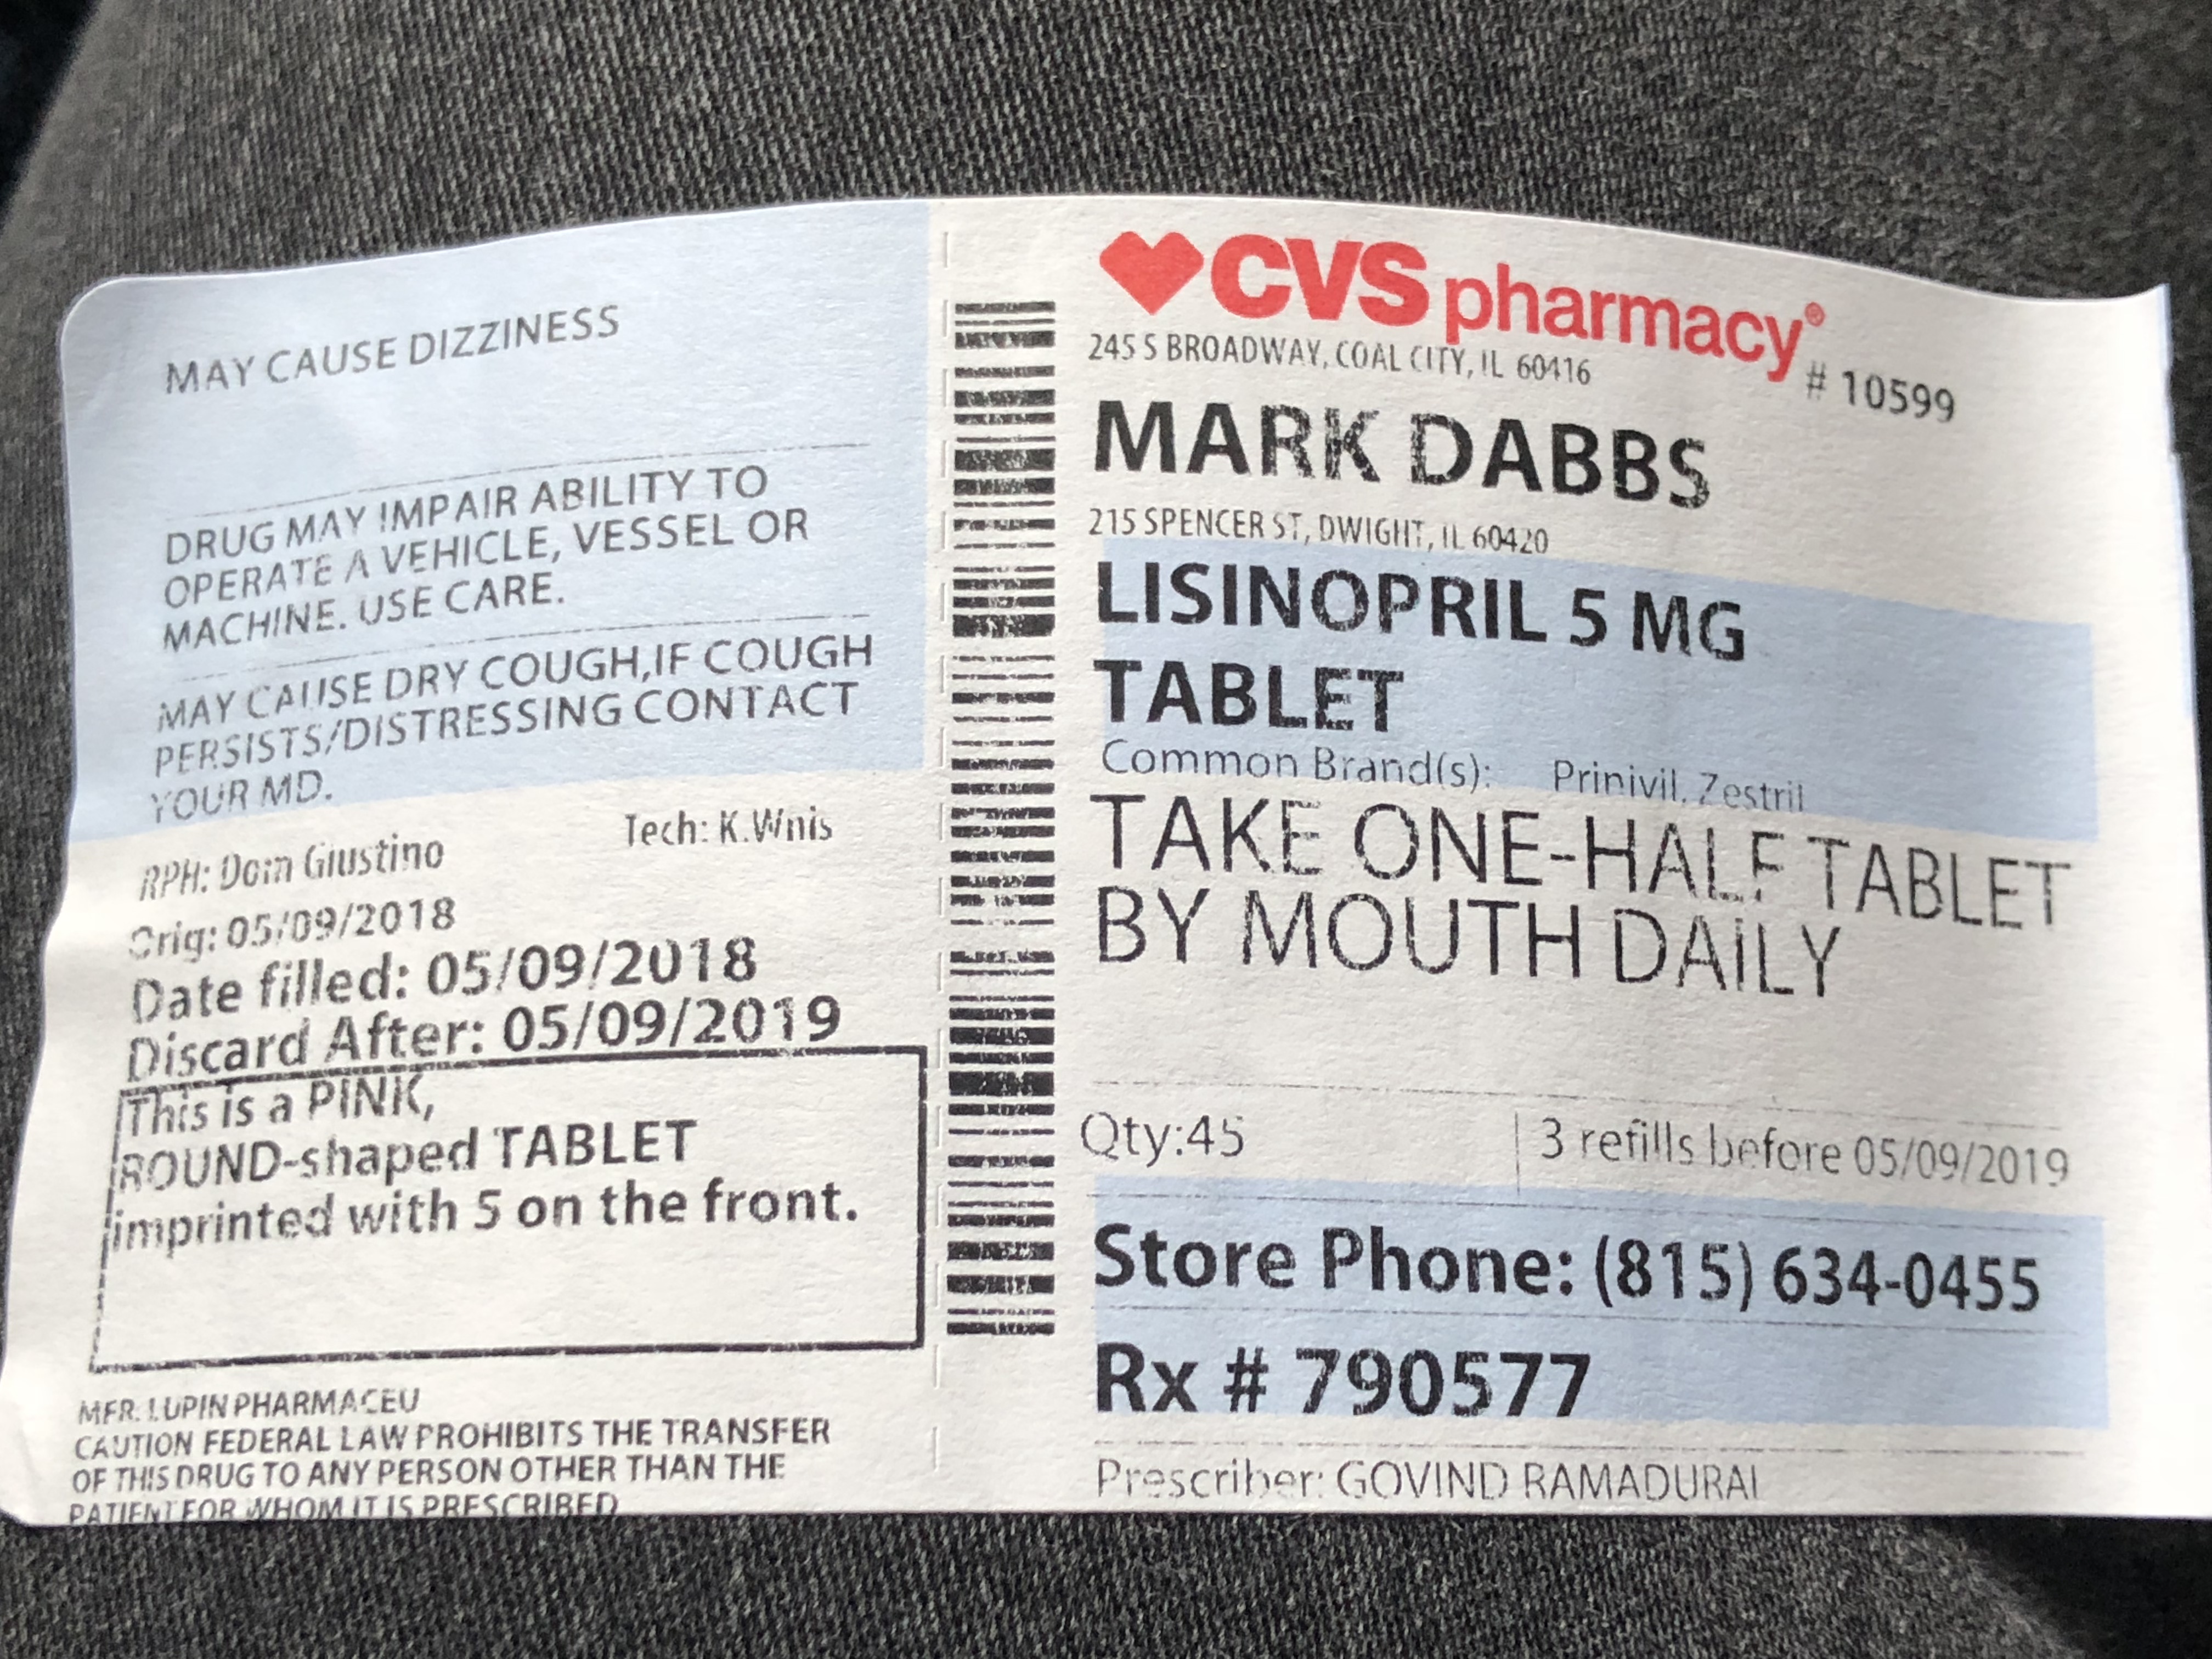 MAY CAUSE DIZZINESS
DRUG MAY IMPAIR ABILITY TO
OPERATE A VEHICLE, VESSEL OR
MACHINE. USE CARE.
MAY CAUSE DRY COUGH,IF COUGH
PERSISTS/DISTRESSING CONTACT
YOUR MD.
RPH: Dom Giustino Tech: K.Wnis
Orig: 05/09/2018
Date filled: 05/09/2018
Discard After: 05/09/2019
This is a PINK,
ROUND-shaped TABLET
imprinted with 5 on the front.
MFR: LUPIN PHARMACEU
CAUTION FEDERAL LAW PROHIBITS THE TRANSFER
OF THIS DRUG TO ANY PERSON OTHER THAN THE
PATIENT FOR WHOM IT IS PRESCRIBED
CVS pharmacy®
245 S BROADWAY, COAL CITY, IL 60416 # 10599
MARK DABBS
215 SPENCER ST, DWIGHT, IL 60420
LISINOPRIL 5 MG
TABLET
Common Brand(s): Prinivil, Zestril
TAKE ONE-HALF TABLET
BY MOUTH DAILY
Qty:45 3 refills before 05/09/2019
Store Phone: (815) 634-0455
Rx # 790577
Prescriber: GOVIND RAMADURAI